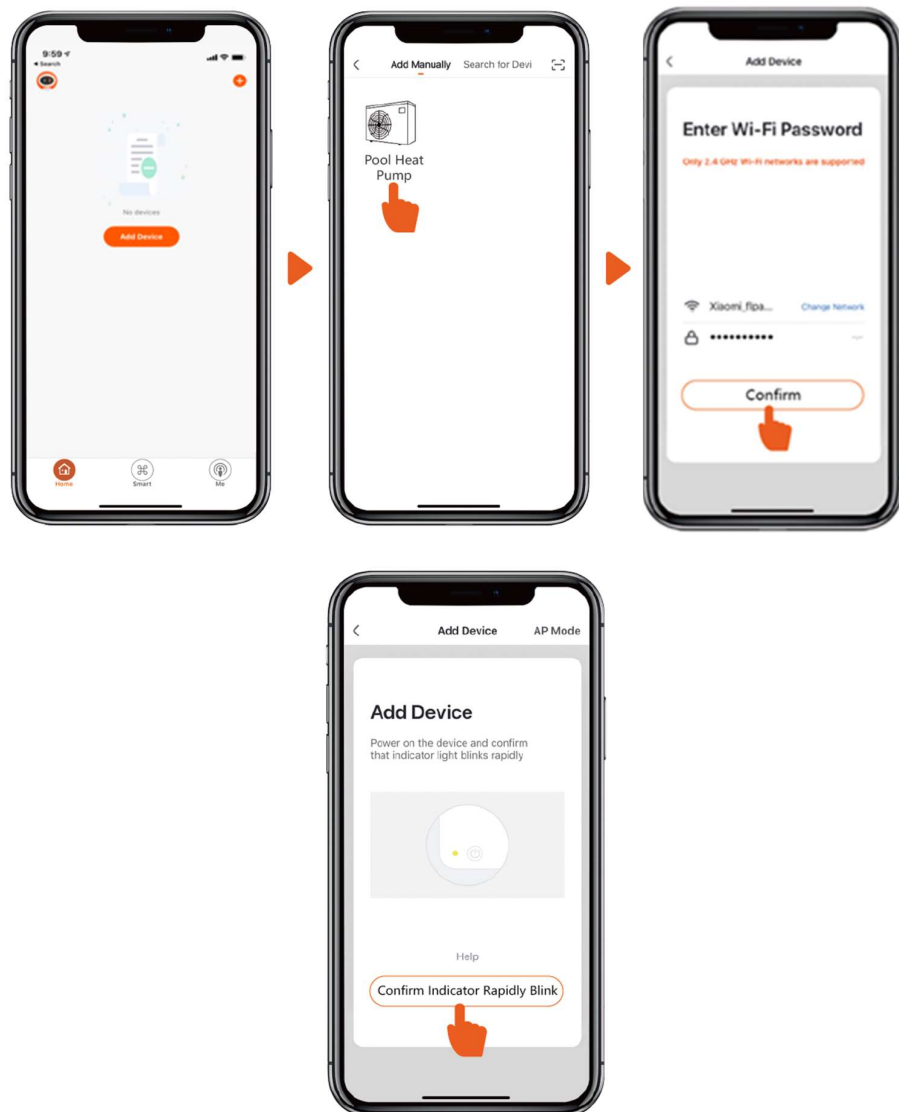 9:59
Search
No devices
Add Device
Home
Smart
Me
Add Manually Search for Devi
Pool Heat
Pump
Add Device
Enter Wi-Fi Password
Only 2.4 GHz Wi-Fi networks are supported
Xiaomi_flpa... Change Network
••••••••••
Confirm
Add Device AP Mode
Add Device
Power on the device and confirm
that indicator light blinks rapidly
Help
Confirm Indicator Rapidly Blink